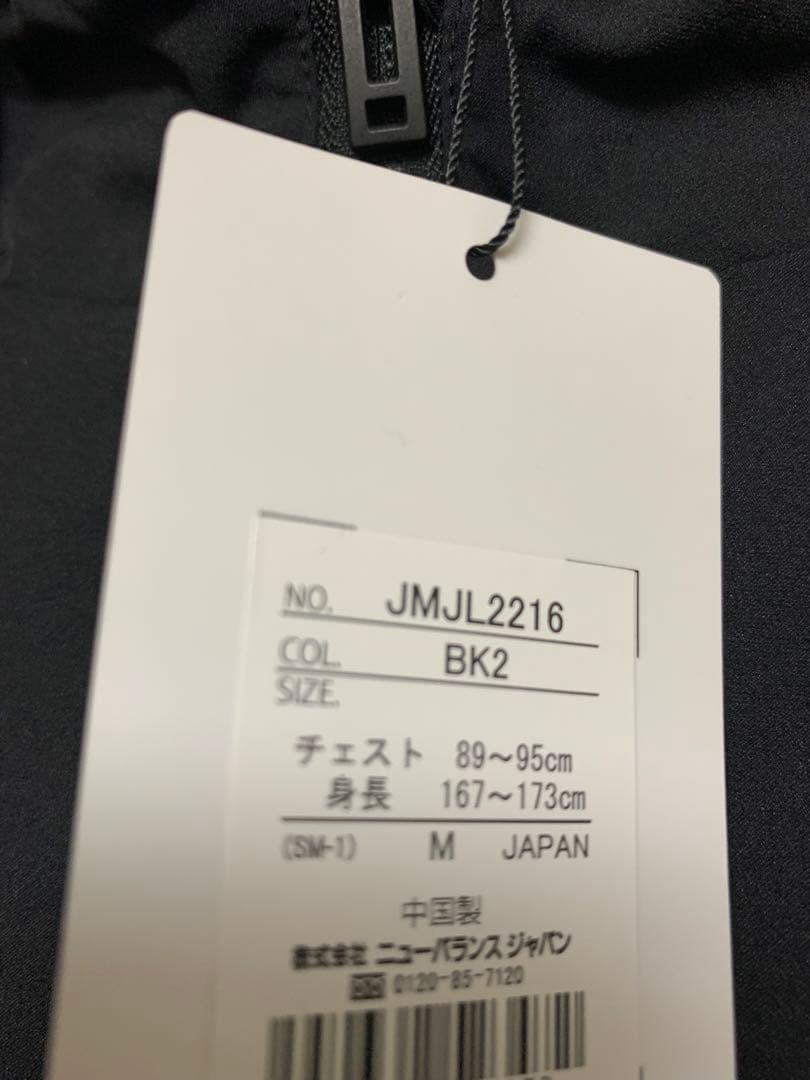 NO. JMJL2216
COL. BK2
SIZE.
チェスト 89～95cm
身長 167～173cm
(SM-1) M JAPAN
中国製
株式会社 ニューバランス ジャパン
0120-85-7120